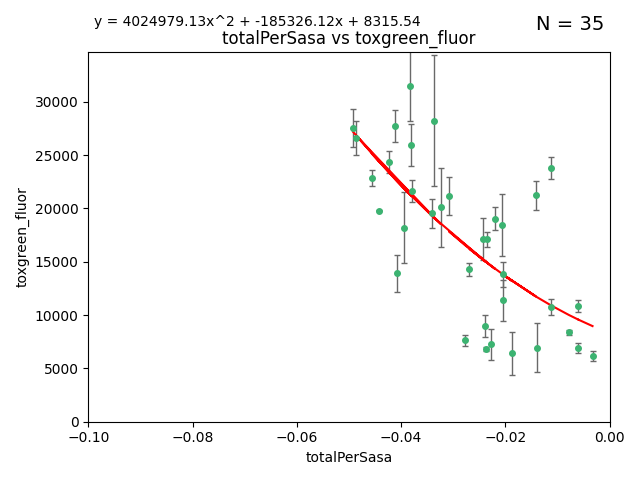 y = 4024979.13x^2 + -185326.12x + 8315.54
N = 35
totalPerSasa vs toxgreen_fluor
30000
25000
20000
15000
10000
5000
0
toxgreen_fluor
−0.10
−0.08
−0.06
−0.04
−0.02
0.00
totalPerSasa